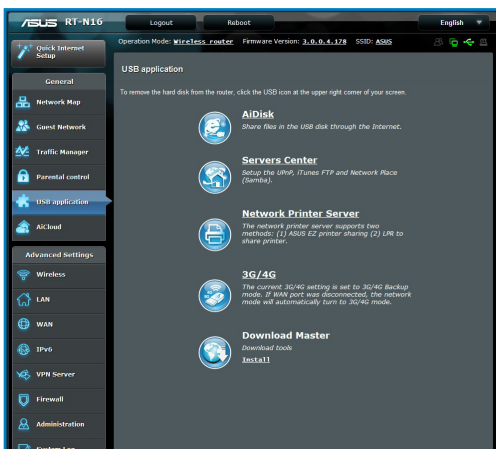 ASUS RT-N16 Logout Reboot English
Quick Internet
Setup
Operation Mode: Wireless router Firmware Version: 3.0.0.4.178 SSID: ASUS
General
Network Map
Guest Network
Traffic Manager
Parental control
USB application
AiCloud
Advanced Settings
Wireless
LAN
WAN
IPv6
VPN Server
Firewall
Administration
System Log
USB application
To remove the hard disk from the router, click the USB icon at the upper right corner of your screen.
AiDisk
Share files in the USB disk through the Internet.
Servers Center
Setup the UPnP, iTunes FTP and Network Place
(Samba).
Network Printer Server
The network printer server supports two
methods: (1) ASUS EZ printer sharing (2) LPR to
share printer.
3G/4G
The current 3G/4G setting is set to 3G/4G Backup
mode. If WAN port was disconnected, the network
mode will automatically turn to 3G/4G mode.
Download Master
Download tools
Install